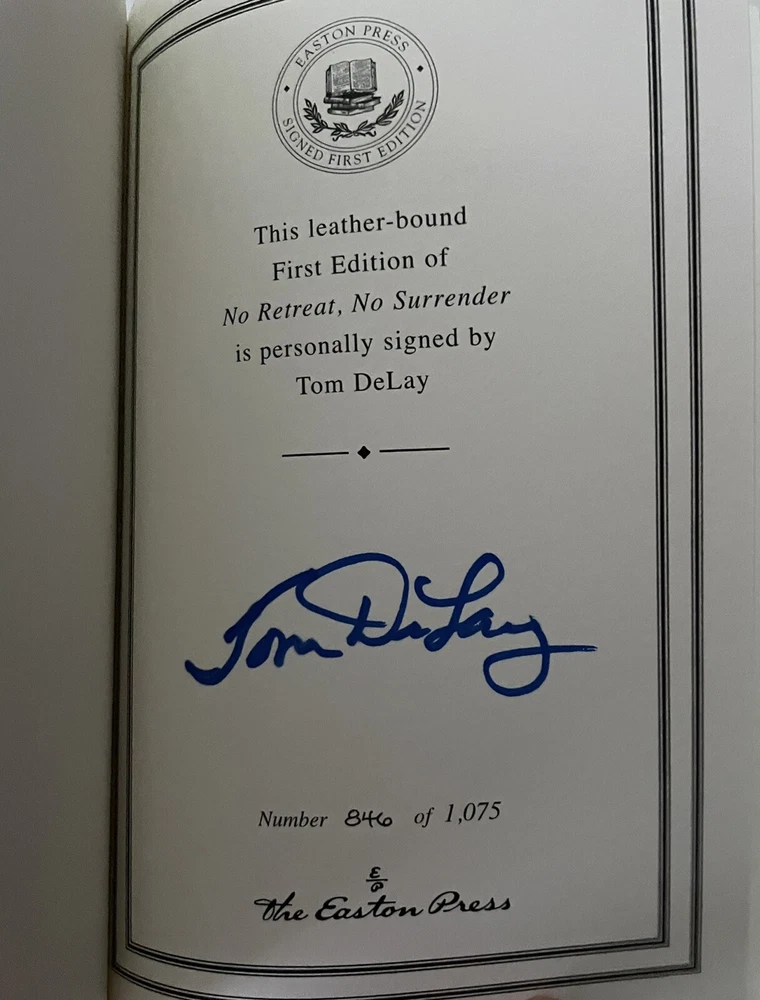 EASTON PRESS
SIGNED FIRST EDITION
This leather-bound
First Edition of
No Retreat, No Surrender
is personally signed by
Tom DeLay
Tom DeLay
Number 846 of 1,075
E
P
The Easton Press